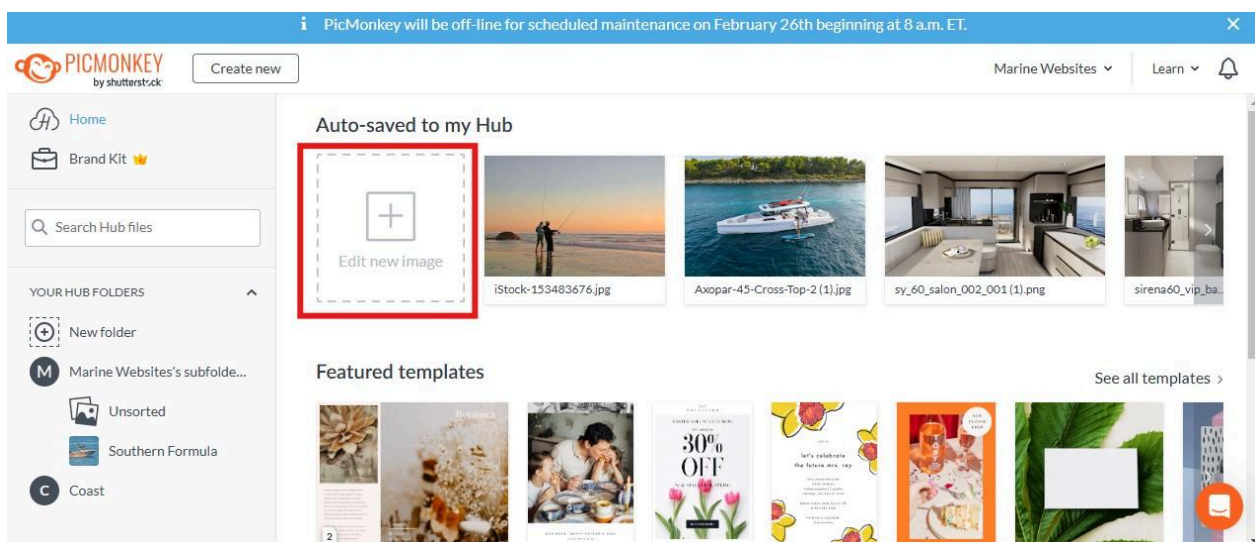 i PicMonkey will be off-line for scheduled maintenance on February 26th beginning at 8 a.m. ET.
PICMONKEY
by shutterstock
Create new
Marine Websites
Learn
Home
Brand Kit
Search Hub files
YOUR HUB FOLDERS
New folder
M
Marine Websites's subfolde...
Unsorted
Southern Formula
C
Coast
Auto-saved to my Hub
Edit new image
iStock-153483676.jpg
Axopar-45-Cross-Top-2 (1).jpg
sy_60_salon_002_001 (1).png
sirena60_vip_ba...
Featured templates
See all templates >
Botanica
2
30%
OFF
let's celebrate
the future mrs. ray